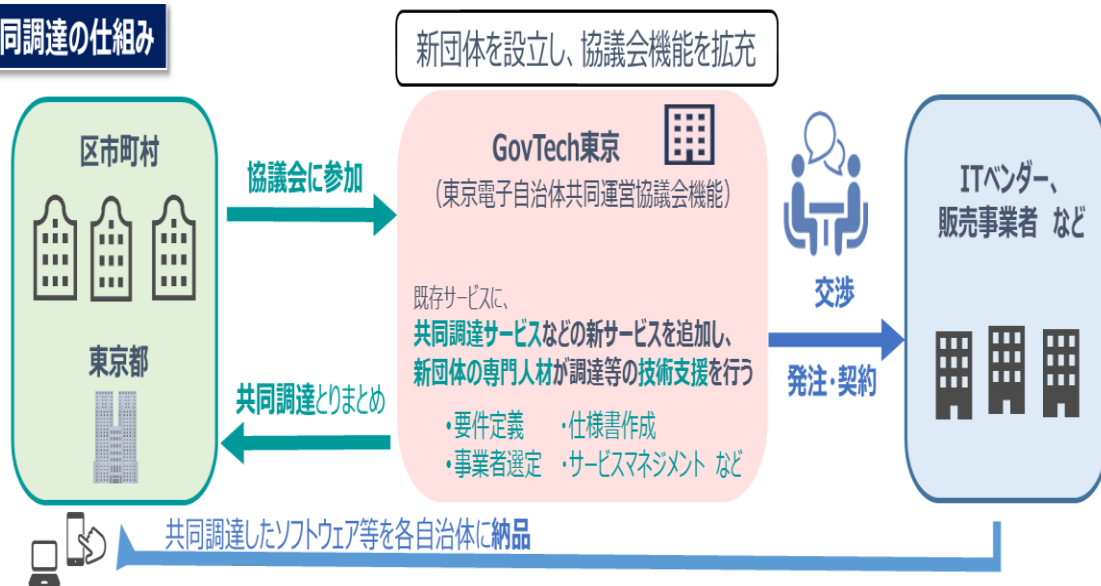 同調達の仕組み
新団体を設立し、協議会機能を拡充
区市町村
東京都
協議会に参加
共同調達とりまとめ
GovTech東京
（東京電子自治体共同運営協議会機能）
既存サービスに、
共同調達サービスなどの新サービスを追加し、
新団体の専門人材が調達等の技術支援を行う
・要件定義　・仕様書作成
・事業者選定　・サービスマネジメント など
交渉
発注・契約
ITベンダー、
販売事業者 など
共同調達したソフトウェア等を各自治体に納品